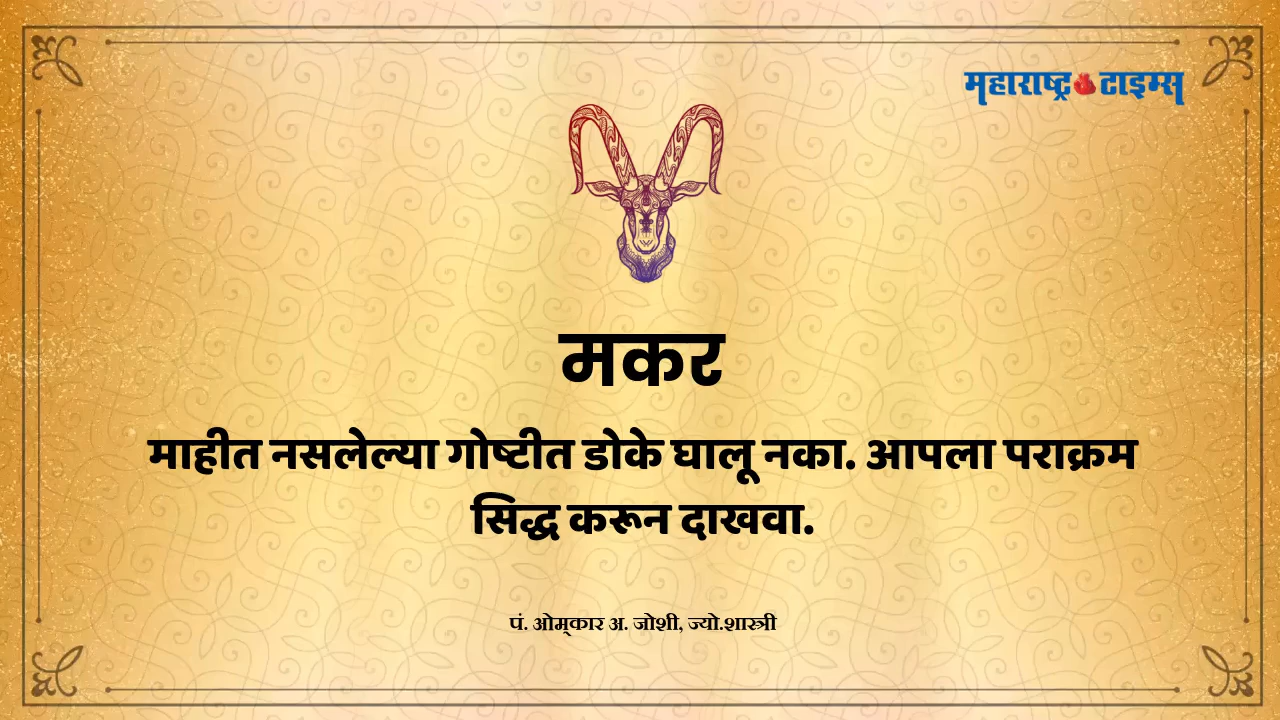 महाराष्ट्र टाइम्स
मकर
माहीत नसलेल्या गोष्टीत डोके घालू नका. आपला पराक्रम
सिद्ध करून दाखवा.
पं. ओम्‌कार अ. जोशी, ज्यो.शास्त्री